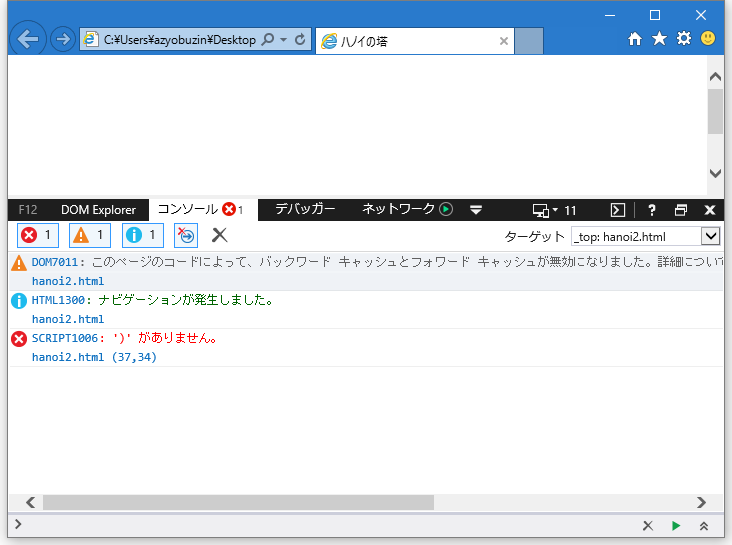 C:¥Users¥azyobuzin¥Desktop
ハノイの塔
F12 DOM Explorer コンソール 1 デバッガー ネットワーク 11 ?
1 1 1 ターゲット _top: hanoi2.html
DOM7011: このページのコードによって、バックワード キャッシュとフォワード キャッシュが無効になりました。詳細につい
hanoi2.html
HTML1300: ナビゲーションが発生しました。
hanoi2.html
SCRIPT1006: ')' がありません。
hanoi2.html (37,34)